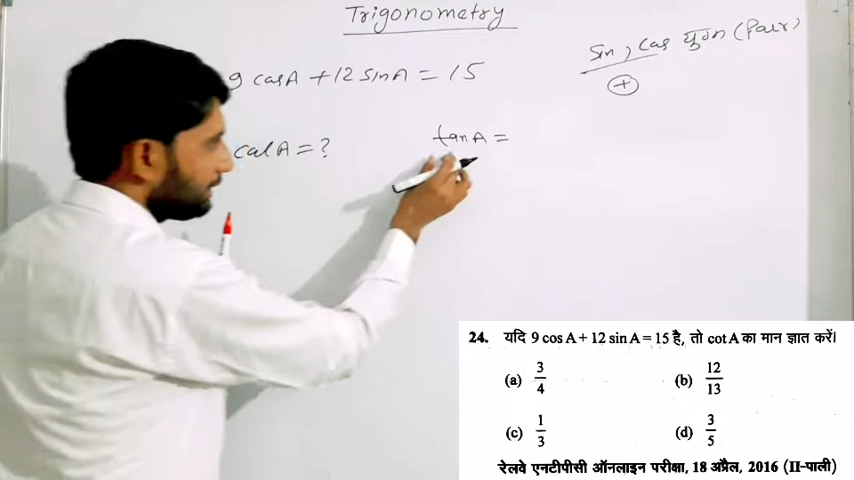 Trigonometry
sin, cos युग्म (Pair)
+
9 cosA + 12 sinA = 15
cotA = ?
tanA =
24. यदि 9 cos A + 12 sin A = 15 है, तो cot A का मान ज्ञात करें।
(a) 3/4 (b) 12/13
(c) 1/3 (d) 3/5
रेलवे एनटीपीसी ऑनलाइन परीक्षा, 18 अप्रैल, 2016 (II-पाली)